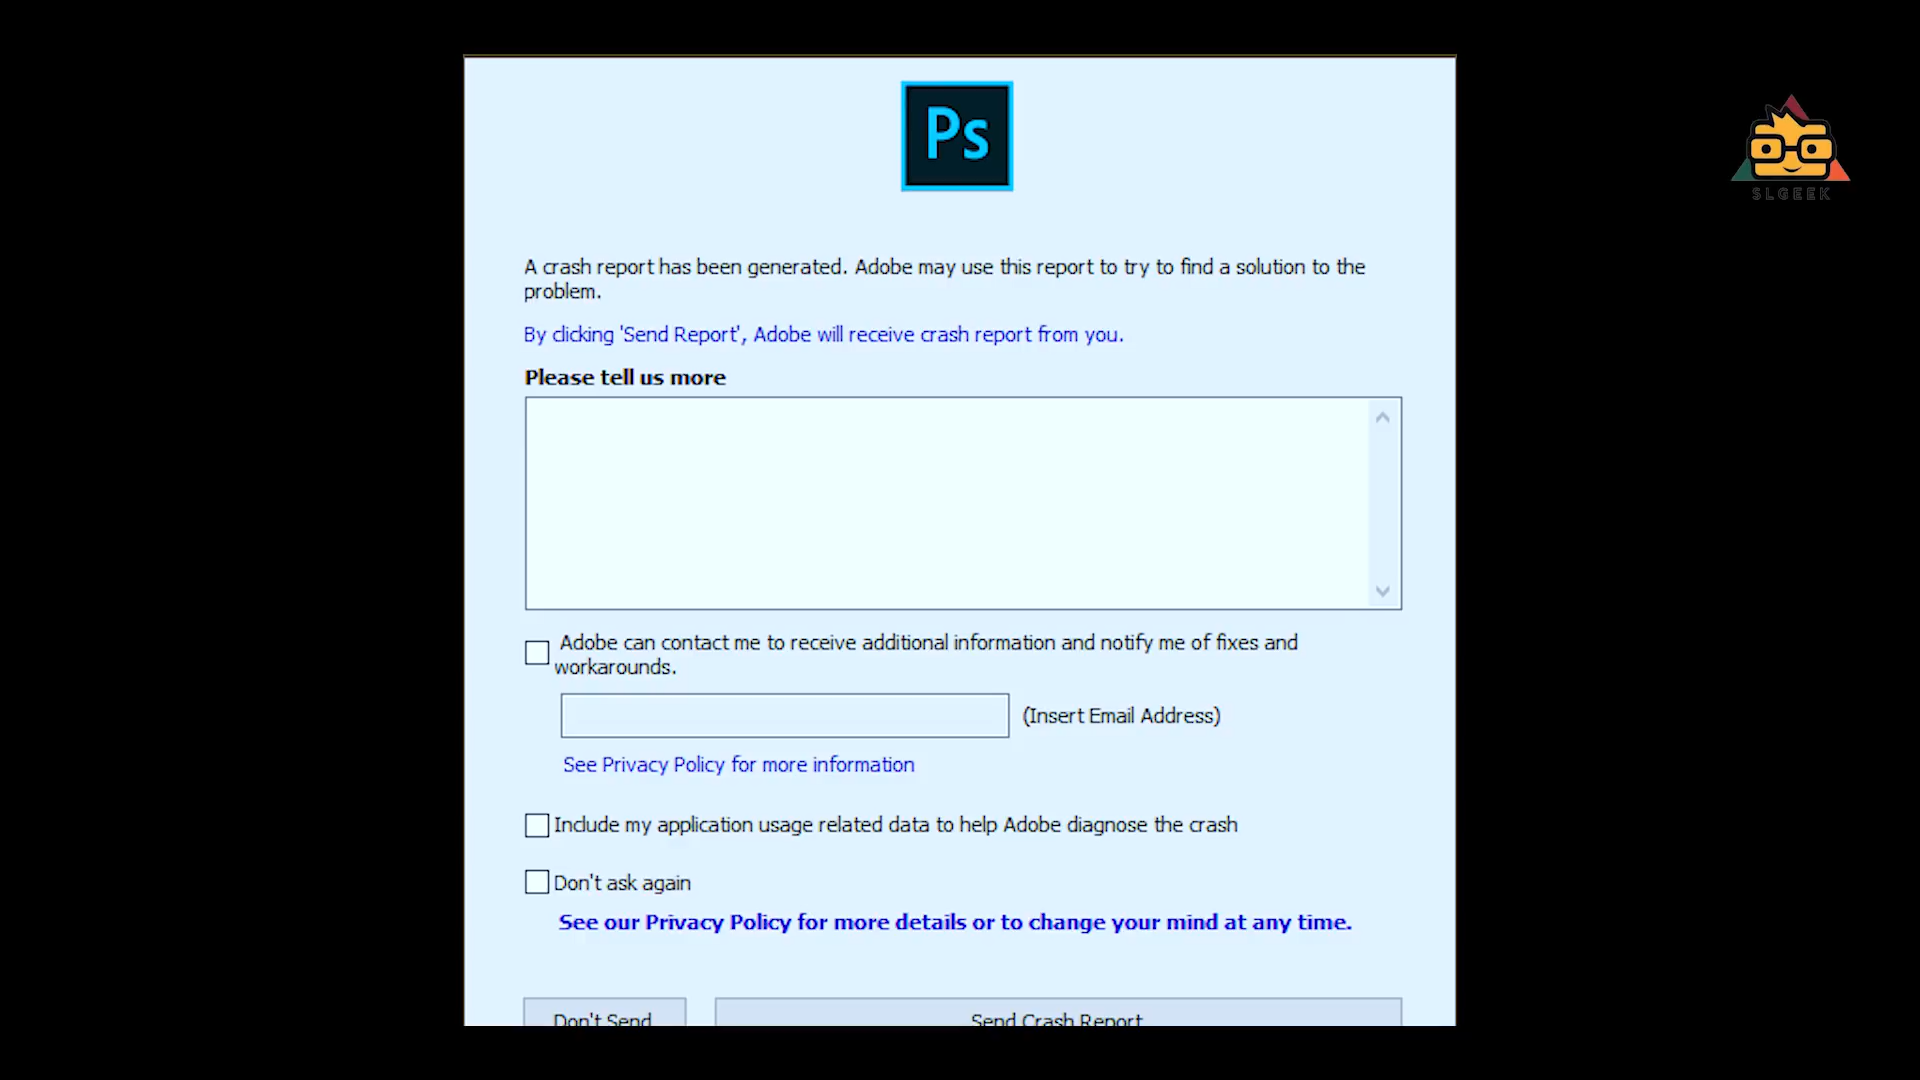 Ps
SLGEEK
A crash report has been generated. Adobe may use this report to try to find a solution to the
problem.
By clicking 'Send Report', Adobe will receive crash report from you.
Please tell us more
Adobe can contact me to receive additional information and notify me of fixes and
workarounds.
(Insert Email Address)
See Privacy Policy for more information
Include my application usage related data to help Adobe diagnose the crash
Don't ask again
See our Privacy Policy for more details or to change your mind at any time.
Don't Send
Send Crash Report